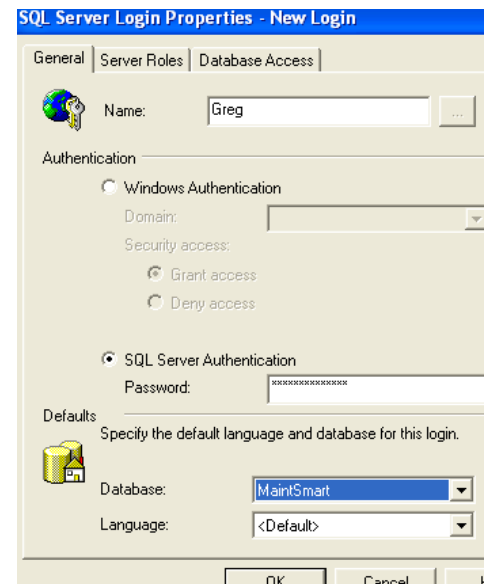 SQL Server Login Properties - New Login
General Server Roles Database Access
Name: Greg ...
Authentication
Windows Authentication
Domain:
Security access:
Grant access
Deny access
SQL Server Authentication
Password: **************
Defaults
Specify the default language and database for this login.
Database: MaintSmart
Language: <Default>
OK Cancel